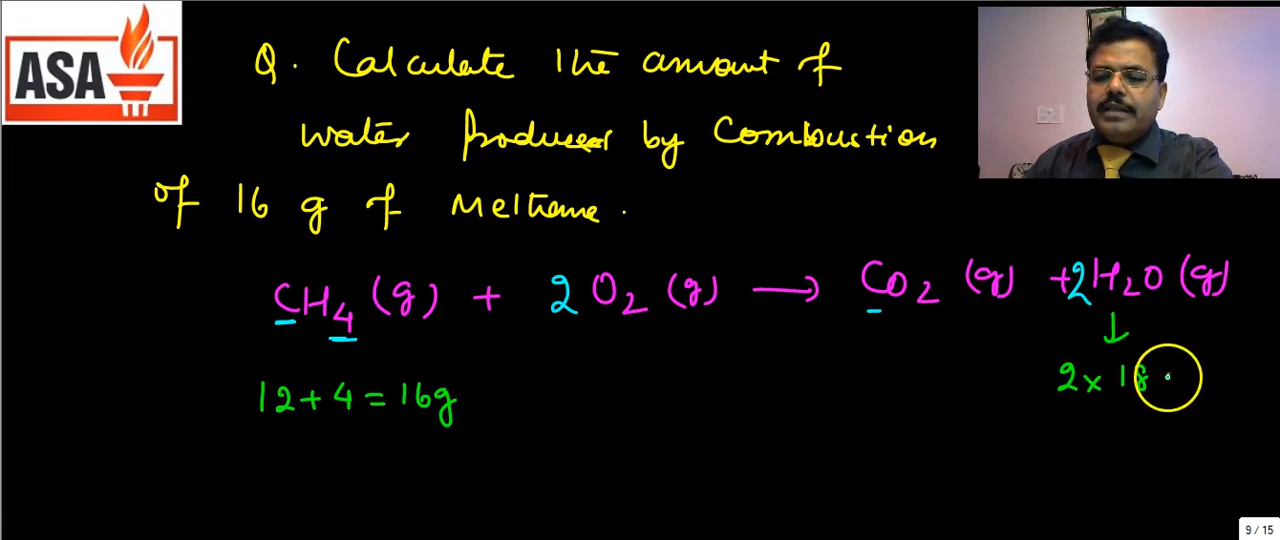 ASA
Q. Calculate the amount of
water produced by Combustion
of 16 g of Methane.
CH4 (g) + 2O2 (g) → CO2 (g) + 2H2O (g)
↓
12 + 4 = 16g
2 x 18
9 / 15